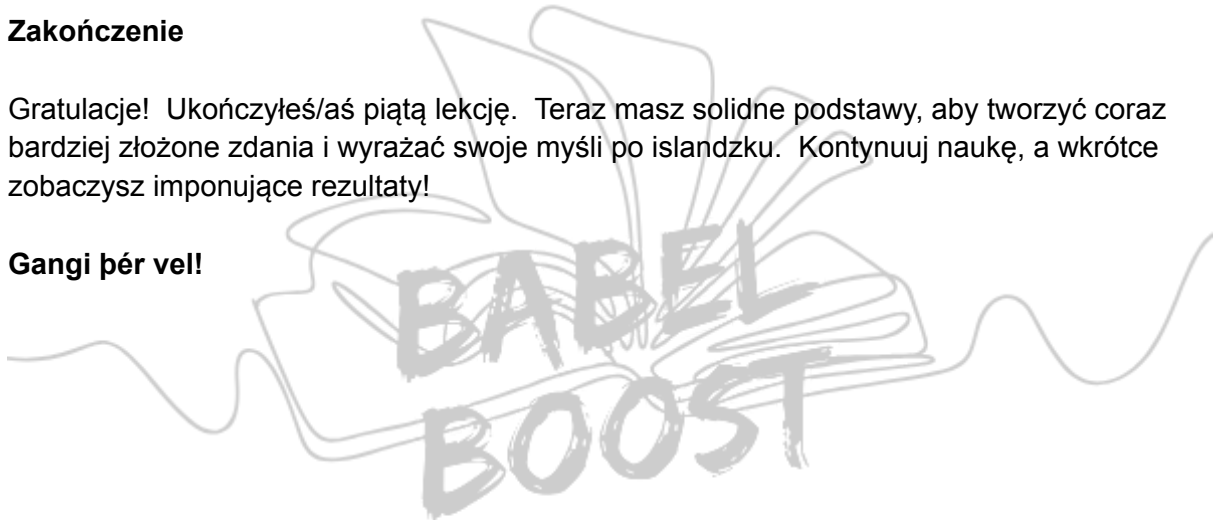 Zakończenie
Gratulacje!  Ukończyłeś/aś piątą lekcję.  Teraz masz solidne podstawy, aby tworzyć coraz
bardziej złożone zdania i wyrażać swoje myśli po islandzku.  Kontynuuj naukę, a wkrótce
zobaczysz imponujące rezultaty!
Gangi þér vel!
BABEL
BOOST